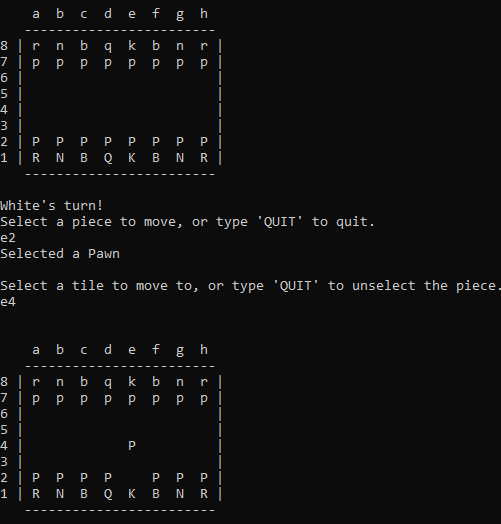 a  b  c  d  e  f  g  h
   ------------------------
8 | r  n  b  q  k  b  n  r |
7 | p  p  p  p  p  p  p  p |
6 |                        |
5 |                        |
4 |                        |
3 |                        |
2 | P  P  P  P  P  P  P  P |
1 | R  N  B  Q  K  B  N  R |
   ------------------------

White's turn!
Select a piece to move, or type 'QUIT' to quit.
e2
Selected a Pawn

Select a tile to move to, or type 'QUIT' to unselect the piece.
e4


    a  b  c  d  e  f  g  h
   ------------------------
8 | r  n  b  q  k  b  n  r |
7 | p  p  p  p  p  p  p  p |
6 |                        |
5 |                        |
4 |             P          |
3 |                        |
2 | P  P  P  P     P  P  P |
1 | R  N  B  Q  K  B  N  R |
   ------------------------